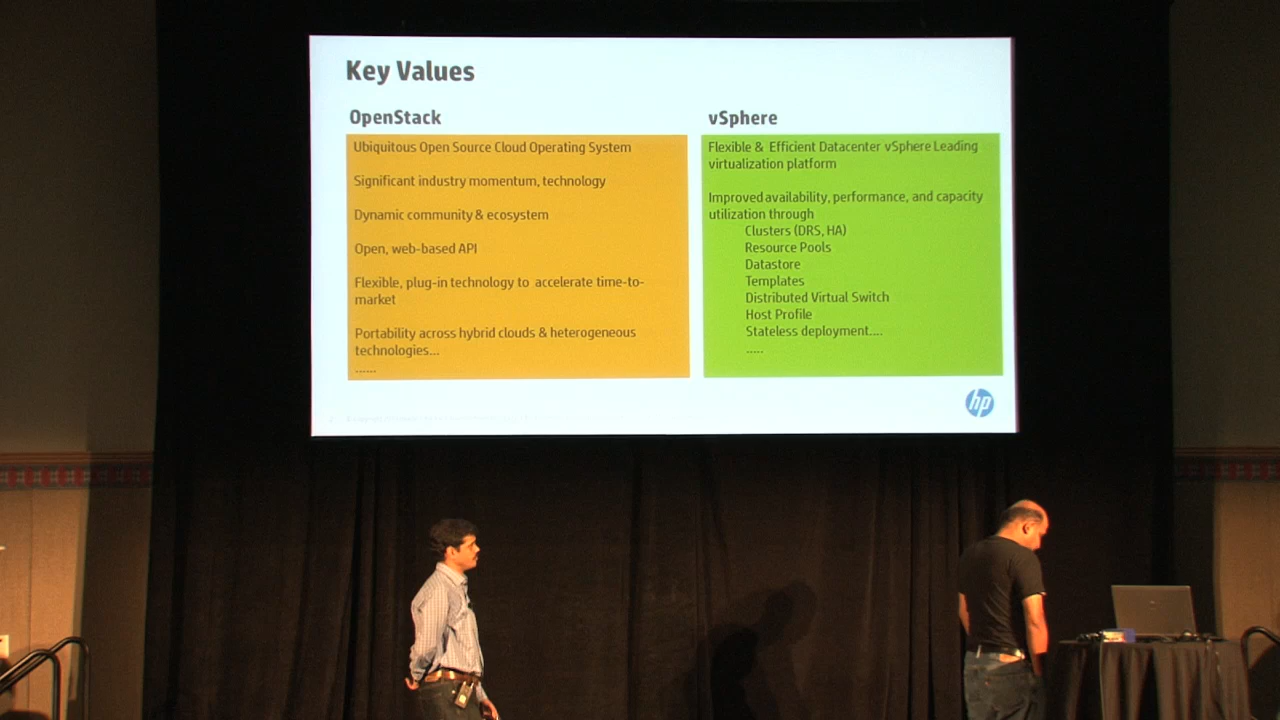 Key Values
OpenStack
Ubiquitous Open Source Cloud Operating System
Significant industry momentum, technology
Dynamic community & ecosystem
Open, web-based API
Flexible, plug-in technology to accelerate time-to-
market
Portability across hybrid clouds & heterogeneous
technologies...
......
vSphere
Flexible & Efficient Datacenter vSphere Leading
virtualization platform
Improved availability, performance, and capacity
utilization through
Clusters (DRS, HA)
Resource Pools
Datastore
Templates
Distributed Virtual Switch
Host Profile
Stateless deployment....
.....
hp